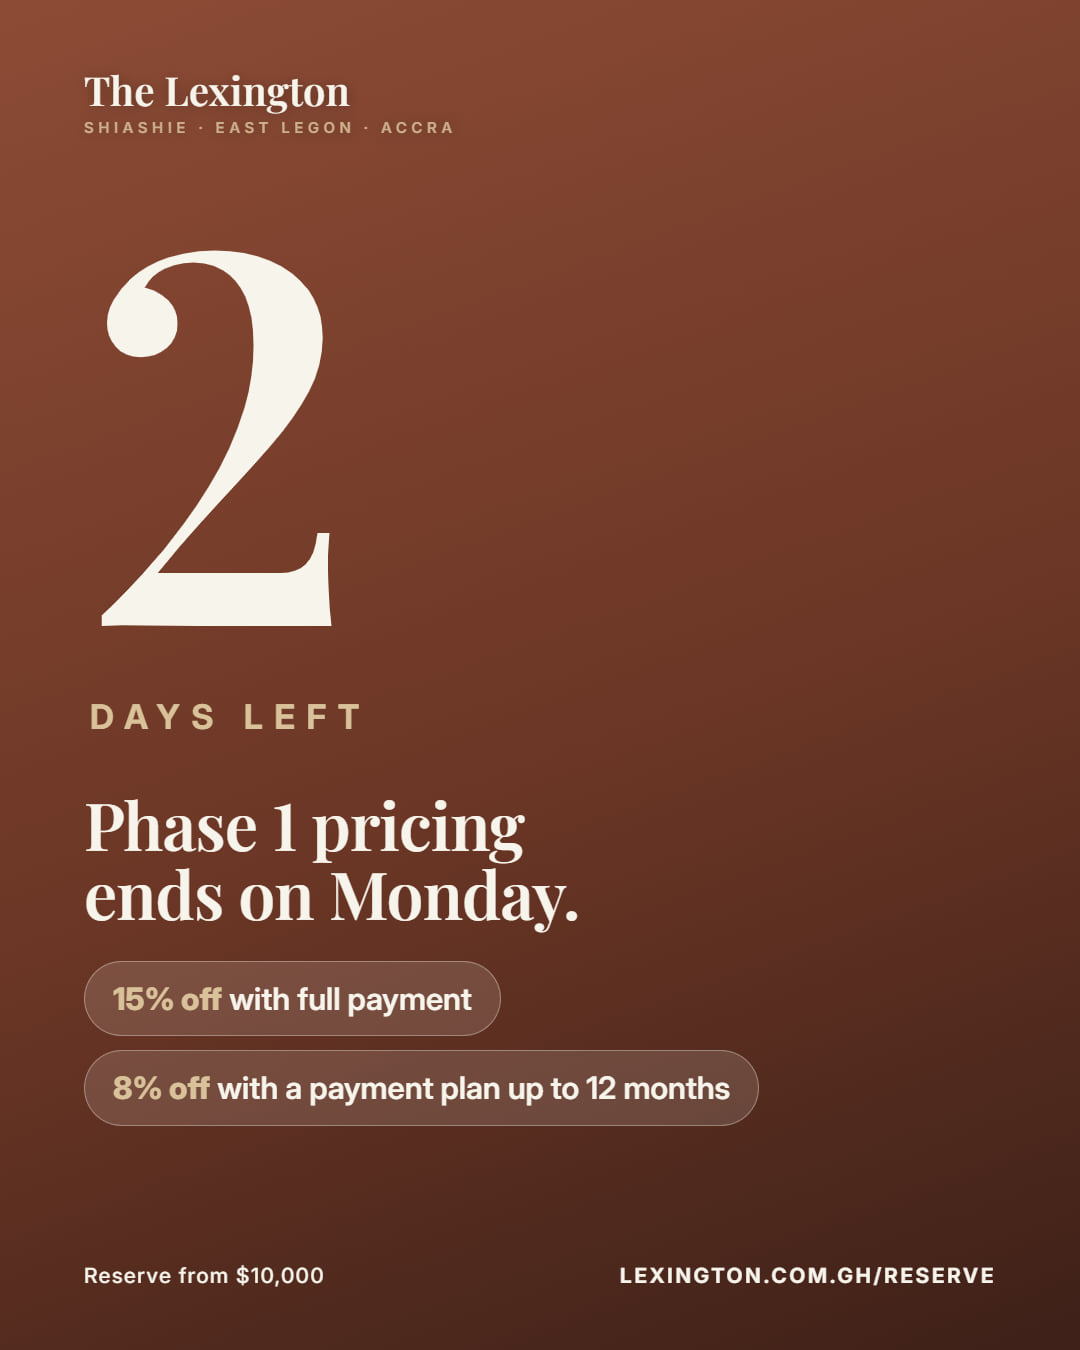 The Lexington
SHIASHIE · EAST LEGON · ACCRA
2
DAYS LEFT
Phase 1 pricing
ends on Monday.
15% off with full payment
8% off with a payment plan up to 12 months
Reserve from $10,000
LEXINGTON.COM.GH/RESERVE